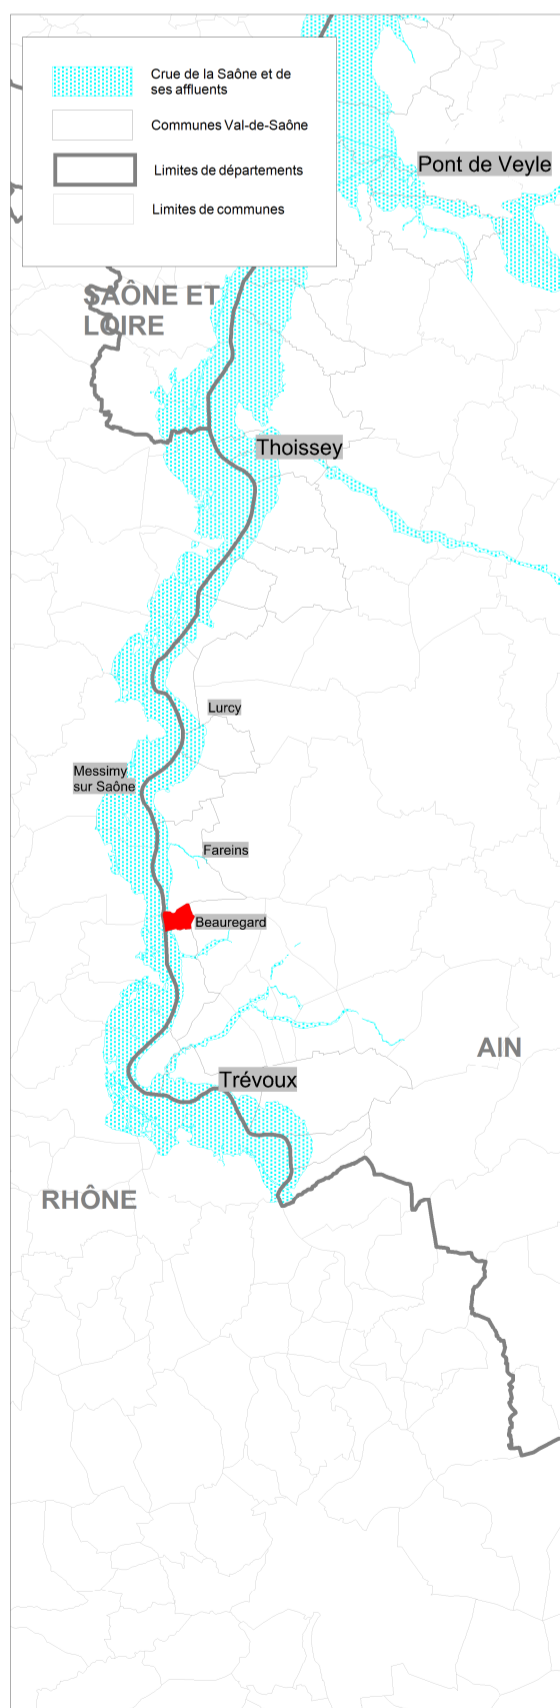 Crue de la Saône et de
ses affluents
Communes Val-de-Saône
Limites de départements
Limites de communes
Pont de Veyle
SAÔNE ET
LOIRE
Thoissey
Lurcy
Messimy
sur Saône
Fareins
Beauregard
AIN
Trévoux
RHÔNE